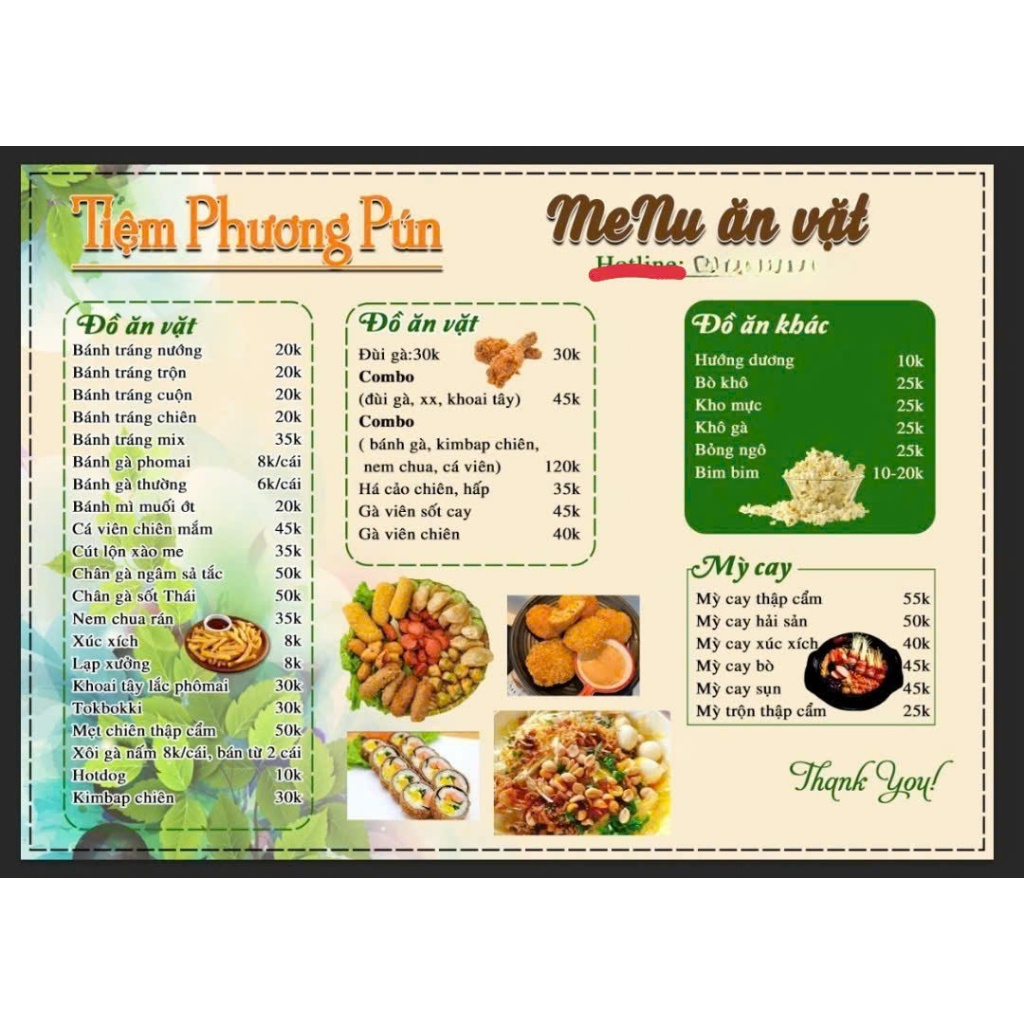 Tiệm Phương Pún
MeNu ăn vặt
Hotline:
Đồ ăn vặt
Bánh tráng nướng 20k
Bánh tráng trộn 20k
Bánh tráng cuộn 20k
Bánh tráng chiên 20k
Bánh tráng mix 35k
Bánh gà phomai 8k/cái
Bánh gà thường 6k/cái
Bánh mì muối ớt 20k
Cá viên chiên mắm 45k
Cút lộn xào me 35k
Chân gà ngâm sả tắc 50k
Chân gà sốt Thái 50k
Nem chua rán 35k
Xúc xích 8k
Lạp xưởng 8k
Khoai tây lắc phômai 30k
Tokbokki 30k
Mẹt chiên thập cẩm 50k
Xôi gà nấm 8k/cái, bán từ 2 cái
Hotdog 10k
Kimbap chiên 30k
Đồ ăn vặt
Đùi gà:30k 30k
Combo
(đùi gà, xx, khoai tây) 45k
Combo
( bánh gà, kimbap chiên,
nem chua, cá viên) 120k
Há cảo chiên, hấp 35k
Gà viên sốt cay 45k
Gà viên chiên 40k
Đồ ăn khác
Hướng dương 10k
Bò khô 25k
Kho mực 25k
Khô gà 25k
Bỏng ngô 25k
Bim bim 10-20k
Mỳ cay
Mỳ cay thập cẩm 55k
Mỳ cay hải sản 50k
Mỳ cay xúc xích 40k
Mỳ cay bò 45k
Mỳ cay sụn 45k
Mỳ trộn thập cẩm 25k
Thank You!